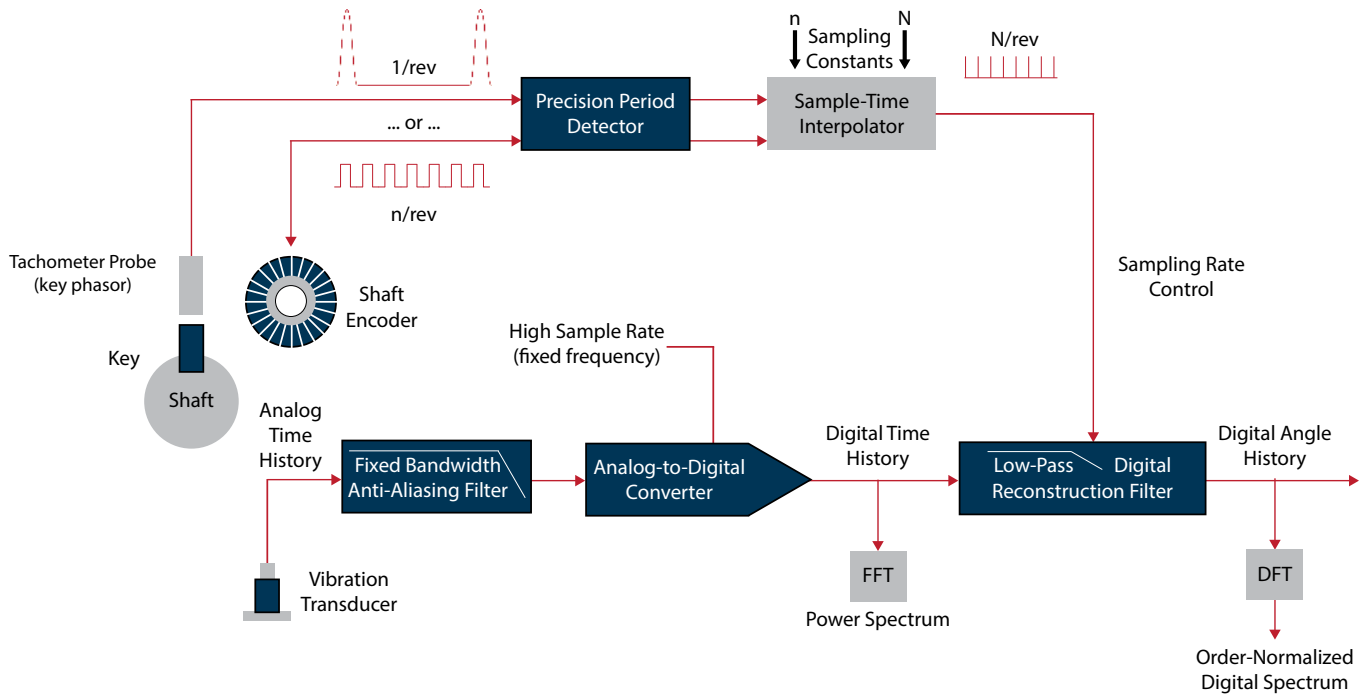 n
N
Sampling
Constants
N/rev
1/rev
Precision Period
Detector
Sample-Time
Interpolator
... or ...
n/rev
Tachometer Probe
(key phasor)
Shaft
Encoder
Sampling Rate
Control
Key
Shaft
High Sample Rate
(fixed frequency)
Analog
Time
History
Fixed Bandwidth
Anti-Aliasing Filter
Analog-to-Digital
Converter
Digital Time
History
Low-Pass Digital
Reconstruction Filter
Digital Angle
History
Vibration
Transducer
FFT
Power Spectrum
DFT
Order-Normalized
Digital Spectrum